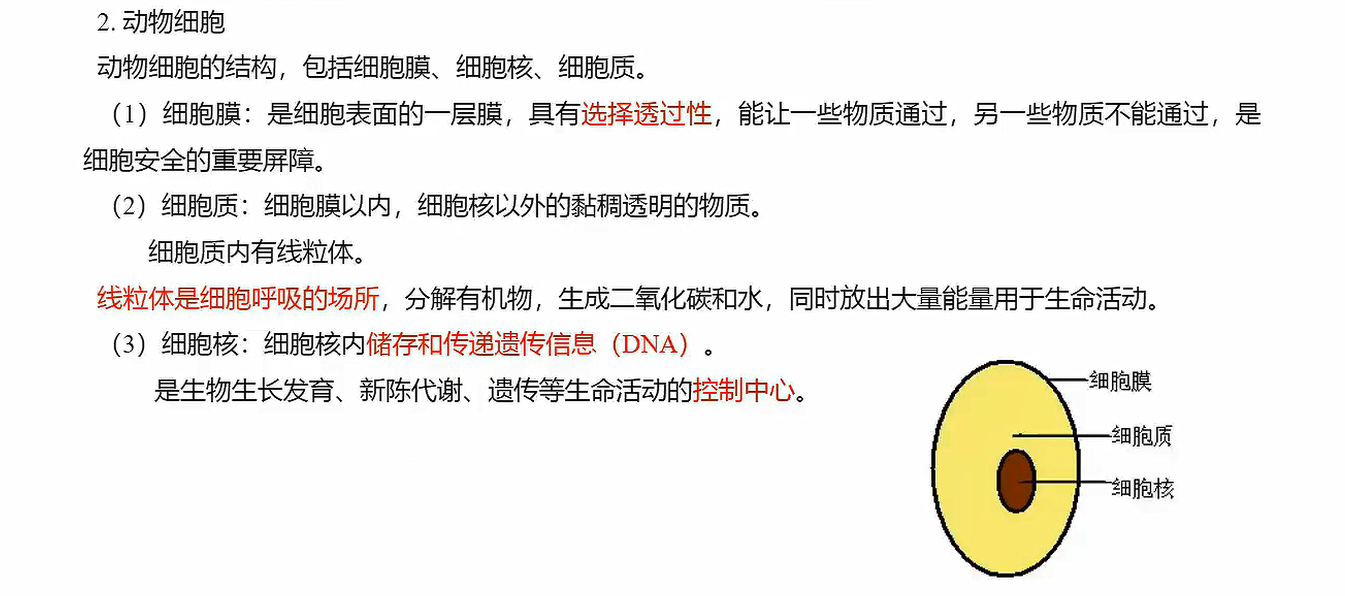 2. 动物细胞
动物细胞的结构，包括细胞膜、细胞核、细胞质。
（1）细胞膜：是细胞表面的一层膜，具有选择透过性，能让一些物质通过，另一些物质不能通过，是
细胞安全的重要屏障。
（2）细胞质：细胞膜以内，细胞核以外的黏稠透明的物质。
细胞质内有线粒体。
线粒体是细胞呼吸的场所，分解有机物，生成二氧化碳和水，同时放出大量能量用于生命活动。
（3）细胞核：细胞核内储存和传递遗传信息（DNA）。
是生物生长发育、新陈代谢、遗传等生命活动的控制中心。
细胞膜
细胞质
细胞核